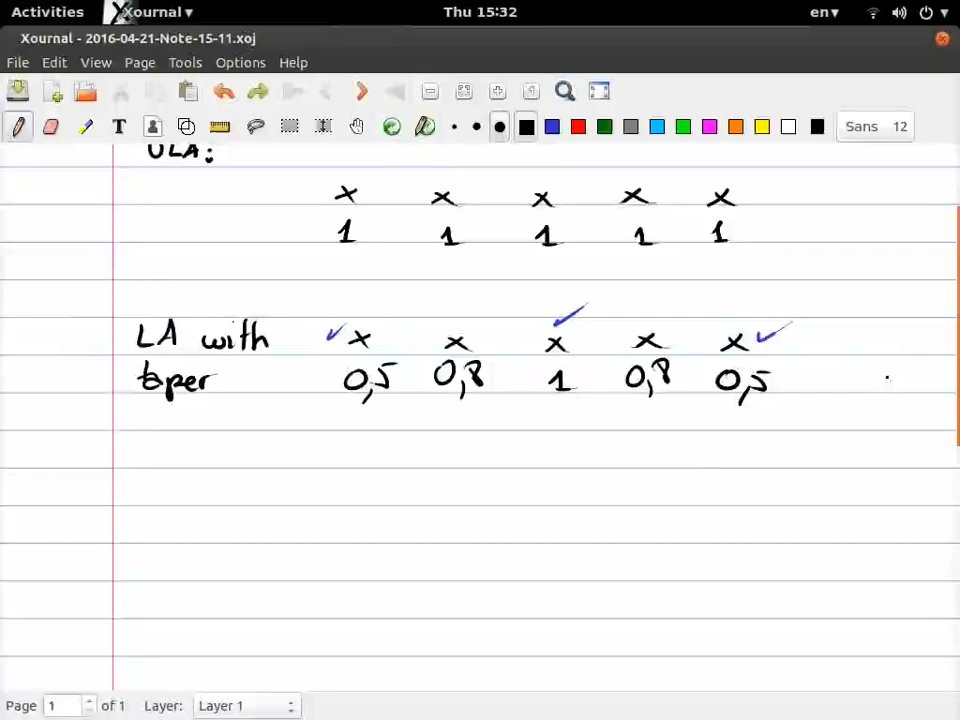 Activities Xournal ▾ Thu 15:32 en ▾
Xournal - 2016-04-21-Note-15-11.xoj
File Edit View Page Tools Options Help
T Sans 12
ULA:
x x x x x
1 1 1 1 1
LA with ✓ x x ✓ x x x ✓
taper 0,5 0,8 1 0,8 0,5
Page 1 of 1 Layer: Layer 1